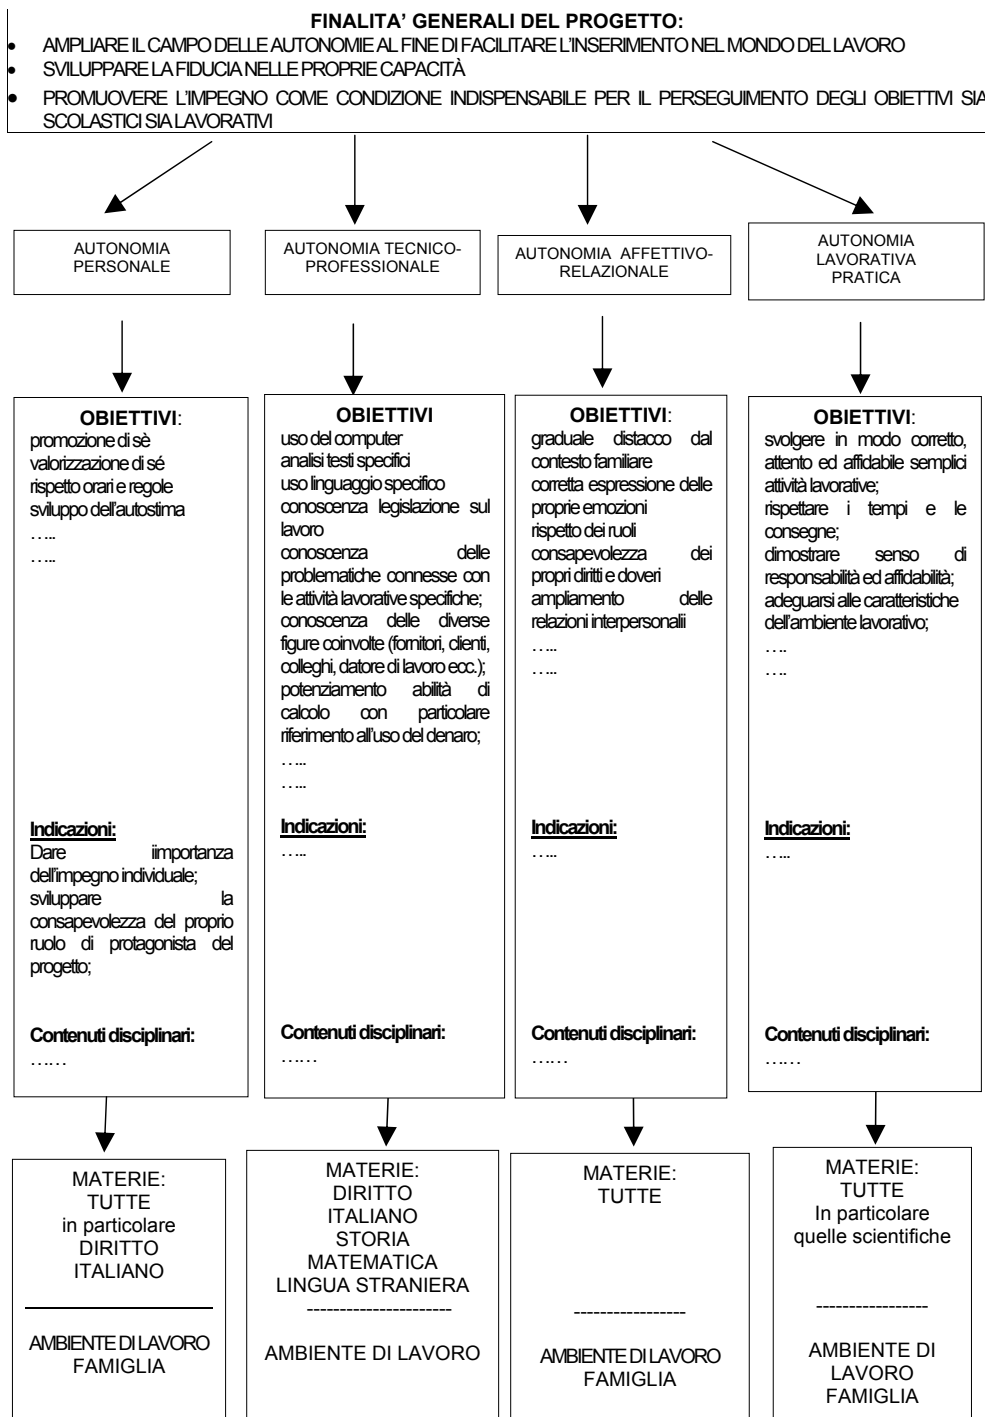 FINALITA’ GENERALI DEL PROGETTO:
• AMPLIARE IL CAMPO DELLE AUTONOMIE AL FINE DI FACILITARE L’INSERIMENTO NEL MONDO DEL LAVORO
• SVILUPPARE LA FIDUCIA NELLE PROPRIE CAPACITÀ
• PROMUOVERE L’IMPEGNO COME CONDIZIONE INDISPENSABILE PER IL PERSEGUIMENTO DEGLI OBIETTIVI SIA
SCOLASTICI SIA LAVORATIVI
AUTONOMIA
PERSONALE
AUTONOMIA TECNICO-
PROFESSIONALE
AUTONOMIA AFFETTIVO-
RELAZIONALE
AUTONOMIA
LAVORATIVA
PRATICA
OBIETTIVI:
promozione di sè
valorizzazione di sé
rispetto orari e regole
sviluppo dell’autostima
…..
…..
Indicazioni:
Dare iimportanza
dell’impegno individuale;
sviluppare la
consapevolezza del proprio
ruolo di protagonista del
progetto;
Contenuti disciplinari:
……
OBIETTIVI
uso del computer
analisi testi specifici
uso linguaggio specifico
conoscenza legislazione sul
lavoro
conoscenza delle
problematiche connesse con
le attività lavorative specifiche;
conoscenza delle diverse
figure coinvolte (fornitori, clienti,
colleghi, datore di lavoro ecc.);
potenziamento abilità di
calcolo con particolare
riferimento all’uso del denaro;
…..
…..
Indicazioni:
…..
Contenuti disciplinari:
……
OBIETTIVI:
graduale distacco dal
contesto familiare
corretta espressione delle
proprie emozioni
rispetto dei ruoli
consapevolezza dei
propri diritti e doveri
ampliamento delle
relazioni interpersonalii
…..
…..
Indicazioni:
…..
Contenuti disciplinari:
……
OBIETTIVI:
svolgere in modo corretto,
attento ed affidabile semplici
attività lavorative;
rispettare i tempi e le
consegne;
dimostrare senso di
responsabilità ed affidabilità;
adeguarsi alle caratteristiche
dell’ambiente lavorativo;
….
….
Indicazioni:
…..
Contenuti disciplinari:
……
MATERIE:
TUTTE
in particolare
DIRITTO
ITALIANO
AMBIENTE DI LAVORO
FAMIGLIA
MATERIE:
DIRITTO
ITALIANO
STORIA
MATEMATICA
LINGUA STRANIERA
----------------------
AMBIENTE DI LAVORO
MATERIE:
TUTTE
-----------------
AMBIENTE DI LAVORO
FAMIGLIA
MATERIE:
TUTTE
In particolare
quelle scientifiche
-----------------
AMBIENTE DI
LAVORO
FAMIGLIA